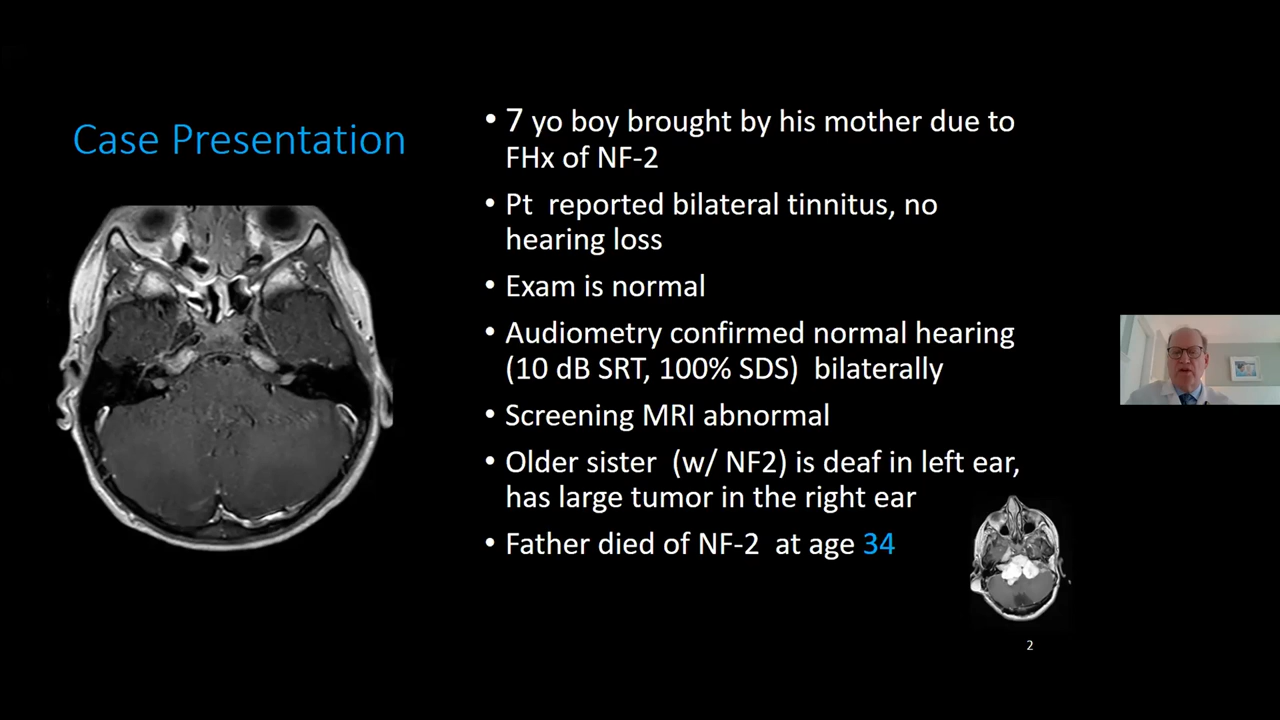 Case Presentation
• 7 yo boy brought by his mother due to
FHx of NF-2
• Pt reported bilateral tinnitus, no
hearing loss
• Exam is normal
• Audiometry confirmed normal hearing
(10 dB SRT, 100% SDS) bilaterally
• Screening MRI abnormal
• Older sister (w/ NF2) is deaf in left ear,
has large tumor in the right ear
• Father died of NF-2 at age 34
2